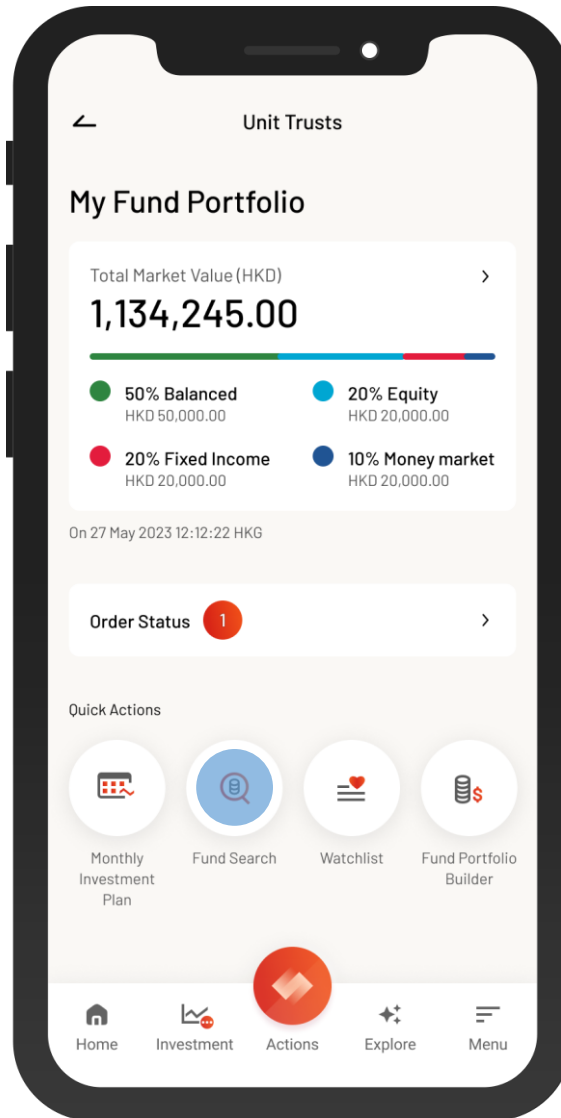 Unit Trusts
My Fund Portfolio
Total Market Value (HKD)
1,134,245.00
50% Balanced
HKD 50,000.00
20% Equity
HKD 20,000.00
20% Fixed Income
HKD 20,000.00
10% Money market
HKD 20,000.00
On 27 May 2023 12:12:22 HKG
Order Status 1
Quick Actions
Monthly
Investment
Plan
Fund Search
Watchlist
Fund Portfolio
Builder
Home
Investment
Actions
Explore
Menu